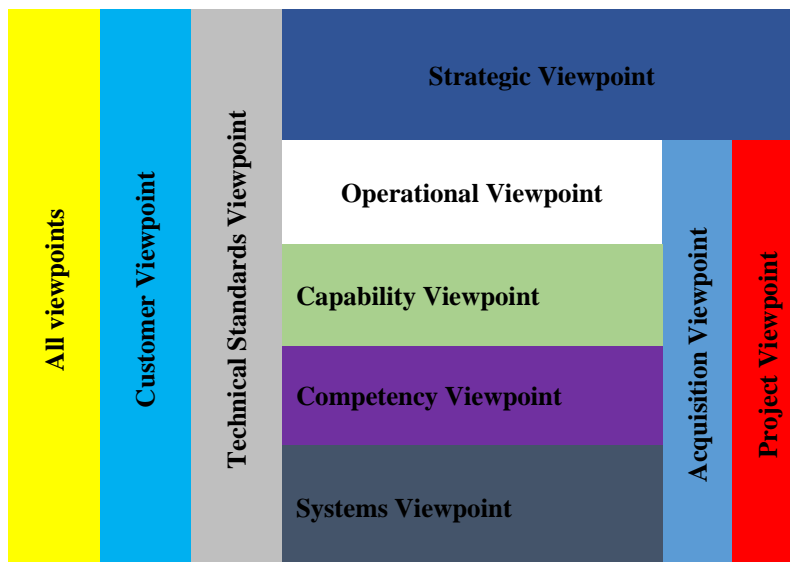 All viewpoints
Customer Viewpoint
Technical Standards Viewpoint
Strategic Viewpoint
Operational Viewpoint
Capability Viewpoint
Competency Viewpoint
Systems Viewpoint
Acquisition Viewpoint
Project Viewpoint